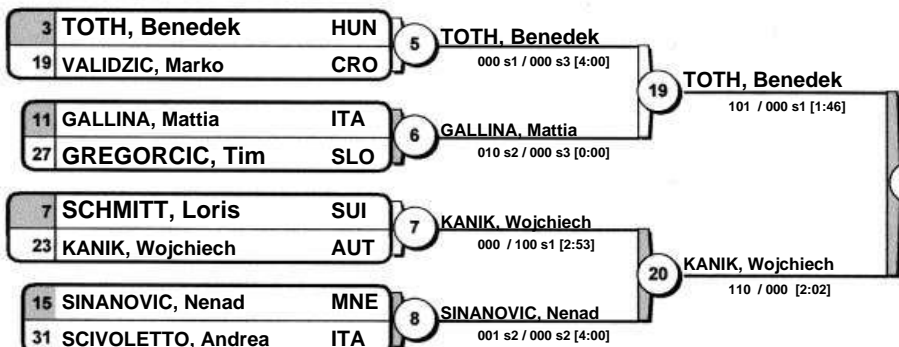 3 TOTH, Benedek HUN
19 VALIDZIC, Marko CRO
5
TOTH, Benedek
000 s1 / 000 s3 [4:00]
11 GALLINA, Mattia ITA
27 GREGORCIC, Tim SLO
6
GALLINA, Mattia
010 s2 / 000 s3 [0:00]
19
TOTH, Benedek
101 / 000 s1 [1:46]
7 SCHMITT, Loris SUI
23 KANIK, Wojchiech AUT
7
KANIK, Wojchiech
000 / 100 s1 [2:53]
15 SINANOVIC, Nenad MNE
31 SCIVOLETTO, Andrea ITA
8
SINANOVIC, Nenad
001 s2 / 000 s2 [4:00]
20
KANIK, Wojchiech
110 / 000 [2:02]